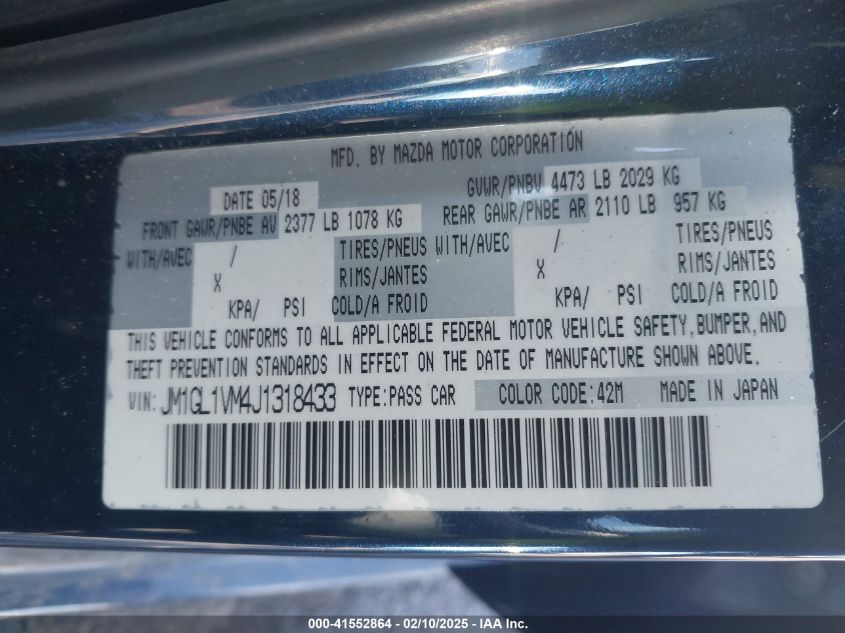 MFD. BY MAZDA MOTOR CORPORATION
DATE 05/18 GVWR/PNBV 4473 LB 2029 KG
FRONT GAWR/PNBE AV 2377 LB 1078 KG REAR GAWR/PNBE AR 2110 LB 957 KG
WITH/AVEC / TIRES/PNEUS WITH/AVEC / TIRES/PNEUS
X RIMS/JANTES X RIMS/JANTES
KPA/ PSI COLD/A FROID KPA/ PSI COLD/A FROID
THIS VEHICLE CONFORMS TO ALL APPLICABLE FEDERAL MOTOR VEHICLE SAFETY, BUMPER, AND
THEFT PREVENTION STANDARDS IN EFFECT ON THE DATE OF MANUFACTURE SHOWN ABOVE.
VIN: JM1GL1VM4J1318433 TYPE:PASS CAR COLOR CODE:42M MADE IN JAPAN
000-41552864 — 02/10/2025 — IAA Inc.